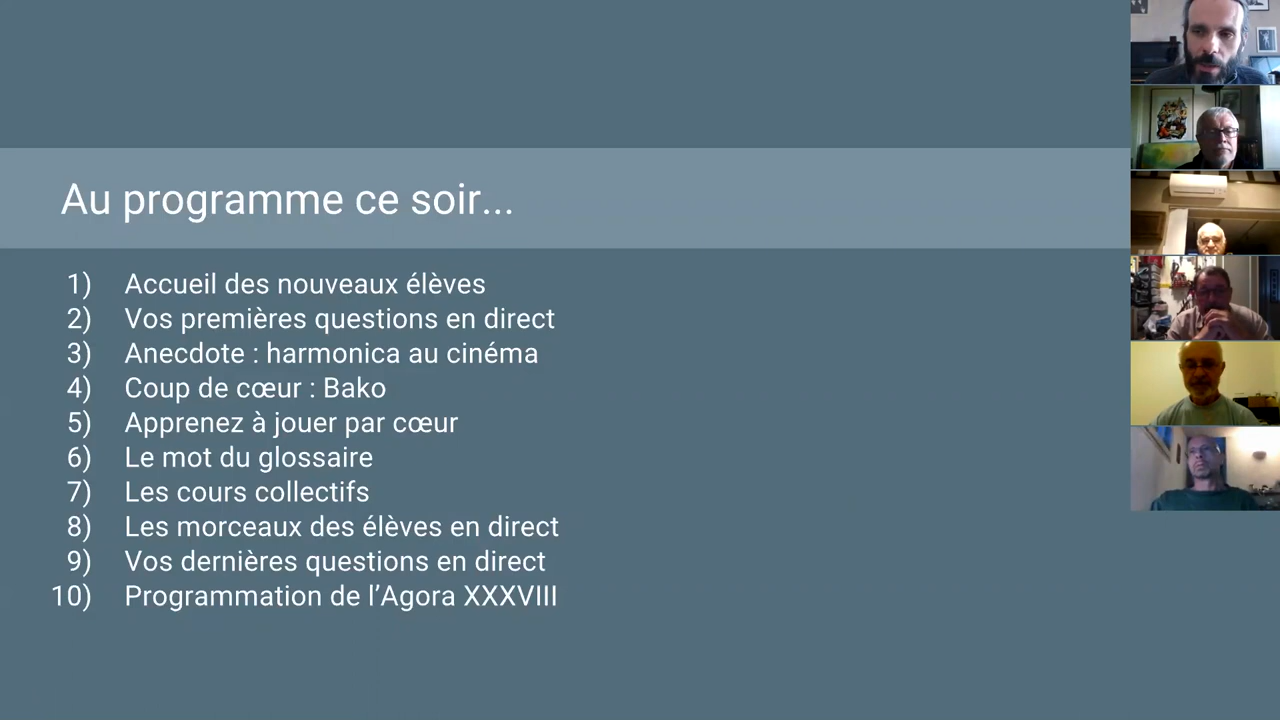 Au programme ce soir...
1) Accueil des nouveaux élèves
2) Vos premières questions en direct
3) Anecdote : harmonica au cinéma
4) Coup de cœur : Bako
5) Apprenez à jouer par cœur
6) Le mot du glossaire
7) Les cours collectifs
8) Les morceaux des élèves en direct
9) Vos dernières questions en direct
10) Programmation de l’Agora XXXVIII